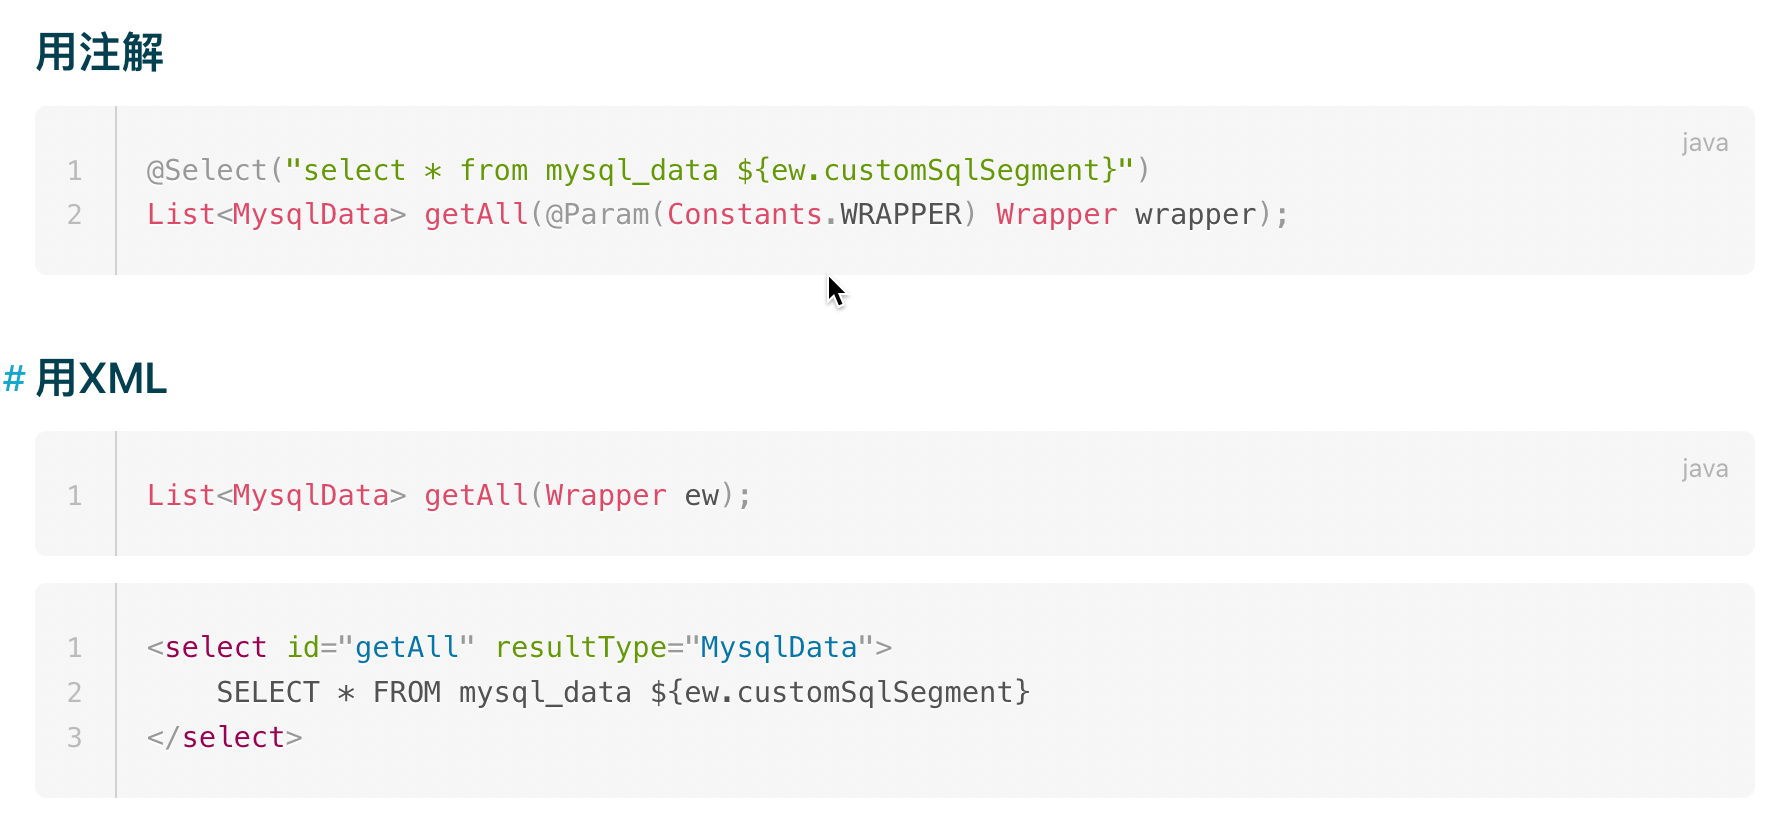 用注解
java
1 @Select("select * from mysql_data ${ew.customSqlSegment}")
2 List<MysqlData> getAll(@Param(Constants.WRAPPER) Wrapper wrapper);
# 用XML
java
1 List<MysqlData> getAll(Wrapper ew);
1 <select id="getAll" resultType="MysqlData">
2     SELECT * FROM mysql_data ${ew.customSqlSegment}
3 </select>